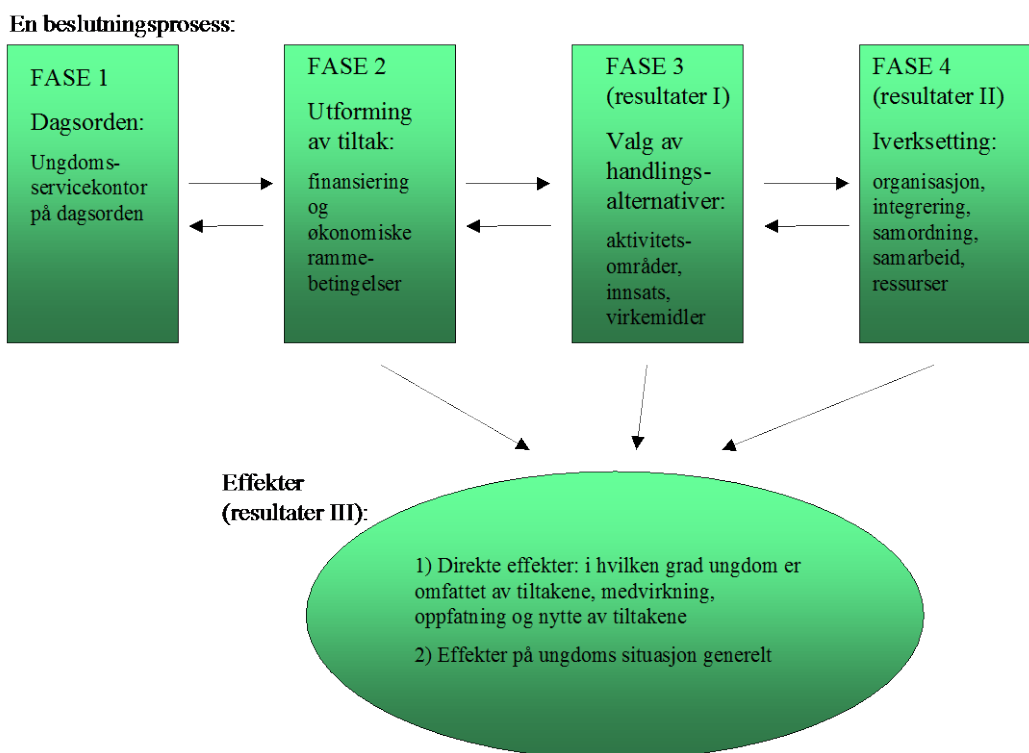 En beslutningsprosess:
FASE 1
Dagsorden:
Ungdoms-
servicekontor
på dagsorden
FASE 2
Utforming
av tiltak:
finansiering
og
økonomiske
ramme-
betingelser
FASE 3
(resultater I)
Valg av
handlings-
alternativer:
aktivitets-
områder,
innsats,
virkemidler
FASE 4
(resultater II)
Iverksetting:
organisasjon,
integrering,
samordning,
samarbeid,
ressurser
Effekter
(resultater III):
1) Direkte effekter: i hvilken grad ungdom er
omfattet av tiltakene, medvirkning,
oppfatning og nytte av tiltakene
2) Effekter på ungdoms situasjon generelt